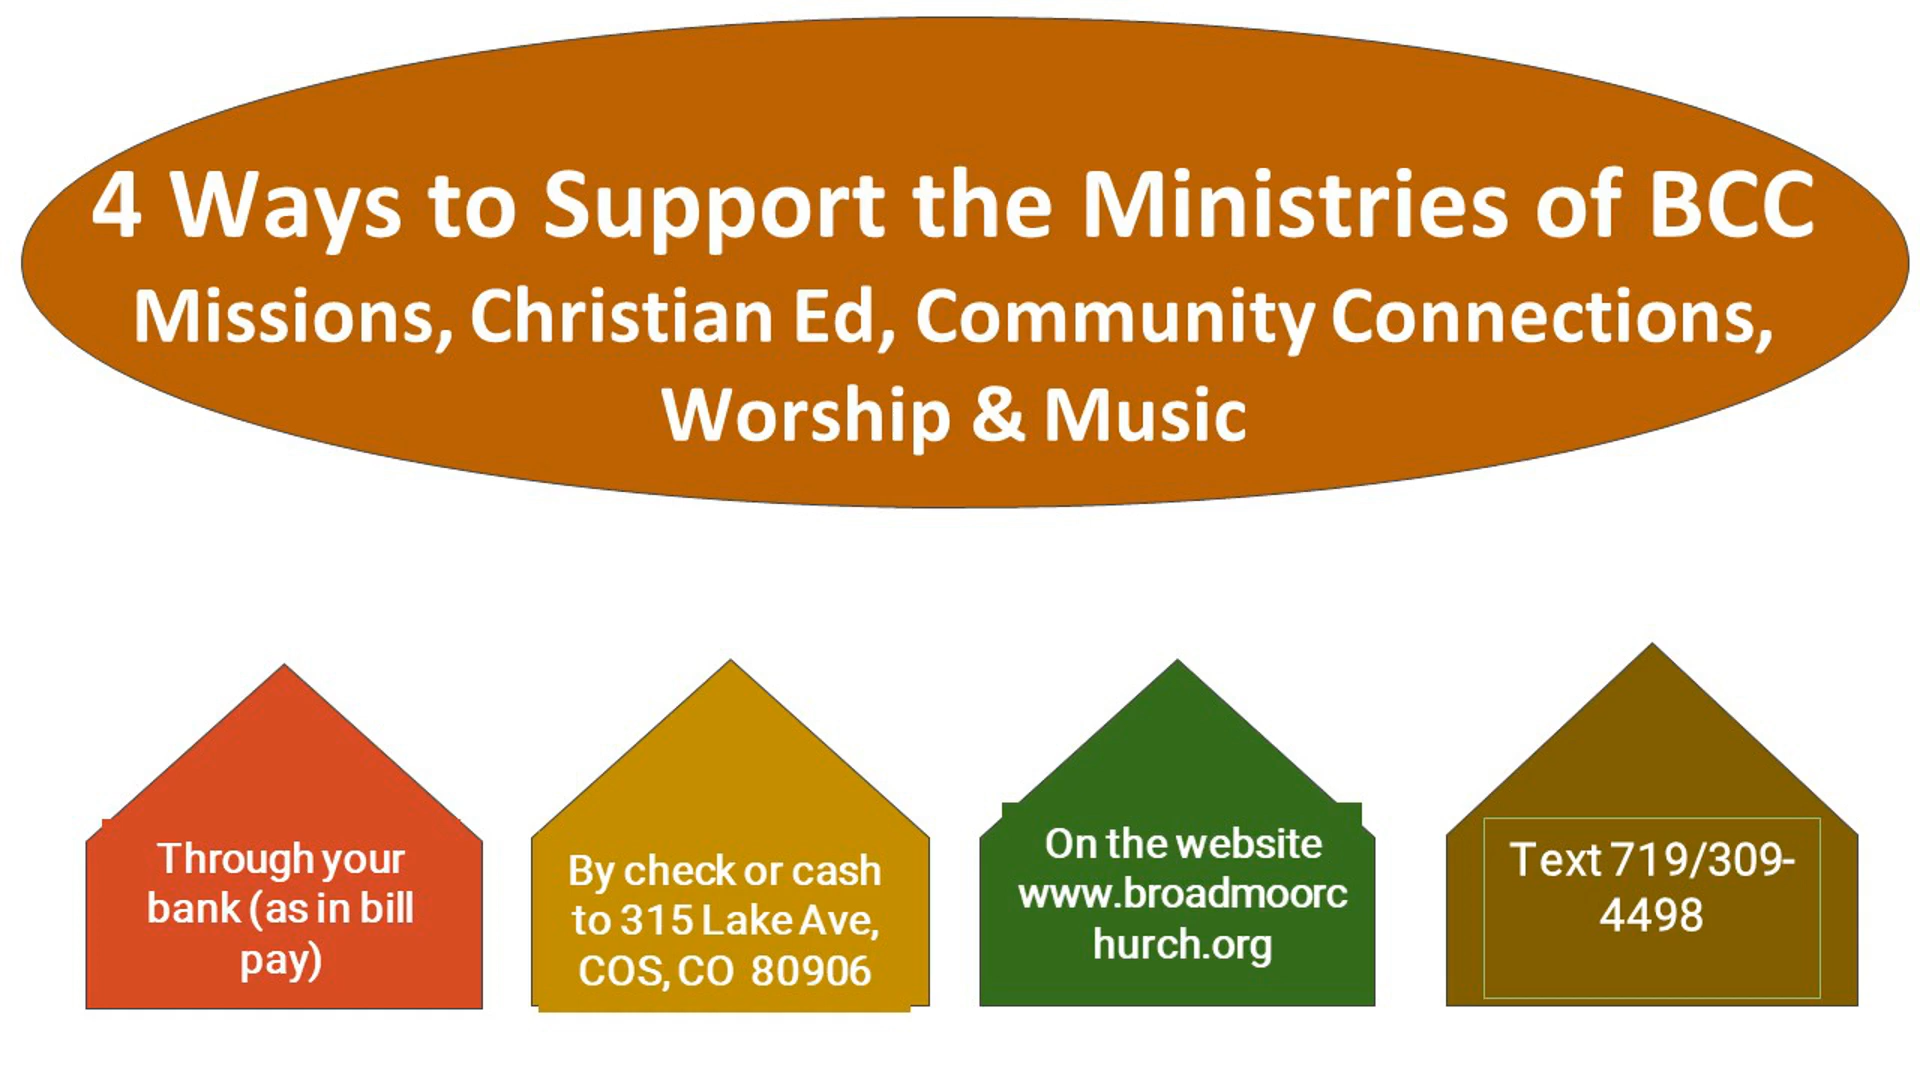 4 Ways to Support the Ministries of BCC
Missions, Christian Ed, Community Connections,
Worship & Music
Through your
bank (as in bill
pay)
By check or cash
to 315 Lake Ave,
COS, CO 80906
On the website
www.broadmoorc
hurch.org
Text 719/309-
4498